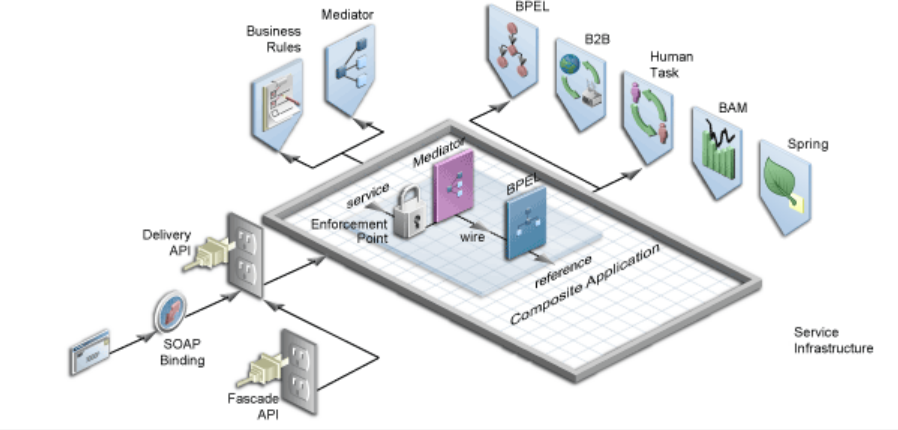 BPEL
Mediator
Business
Rules
B2B
Human
Task
BAM
Spring
Mediator
service
BPEL
Enforcement
Point
wire
reference
Composite Application
Delivery
API
SOAP
Binding
Service
Infrastructure
Fascade
API